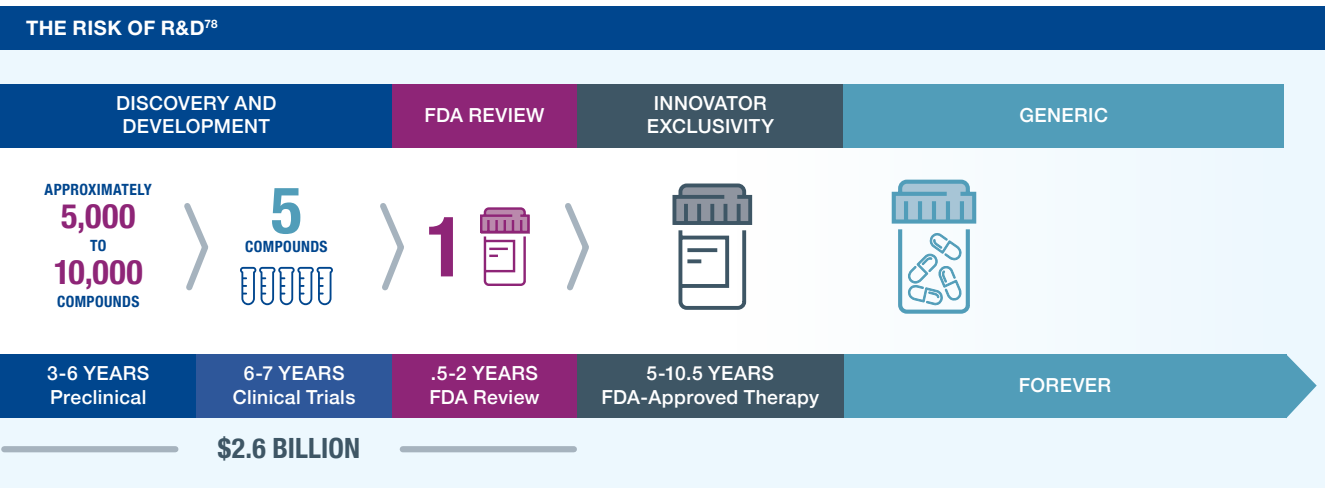 THE RISK OF R&D78
DISCOVERY AND
DEVELOPMENT
FDA REVIEW
INNOVATOR
EXCLUSIVITY
GENERIC
APPROXIMATELY
5,000
TO
10,000
COMPOUNDS
5
COMPOUNDS
1
3-6 YEARS
Preclinical
6-7 YEARS
Clinical Trials
.5-2 YEARS
FDA Review
5-10.5 YEARS
FDA-Approved Therapy
FOREVER
$2.6 BILLION